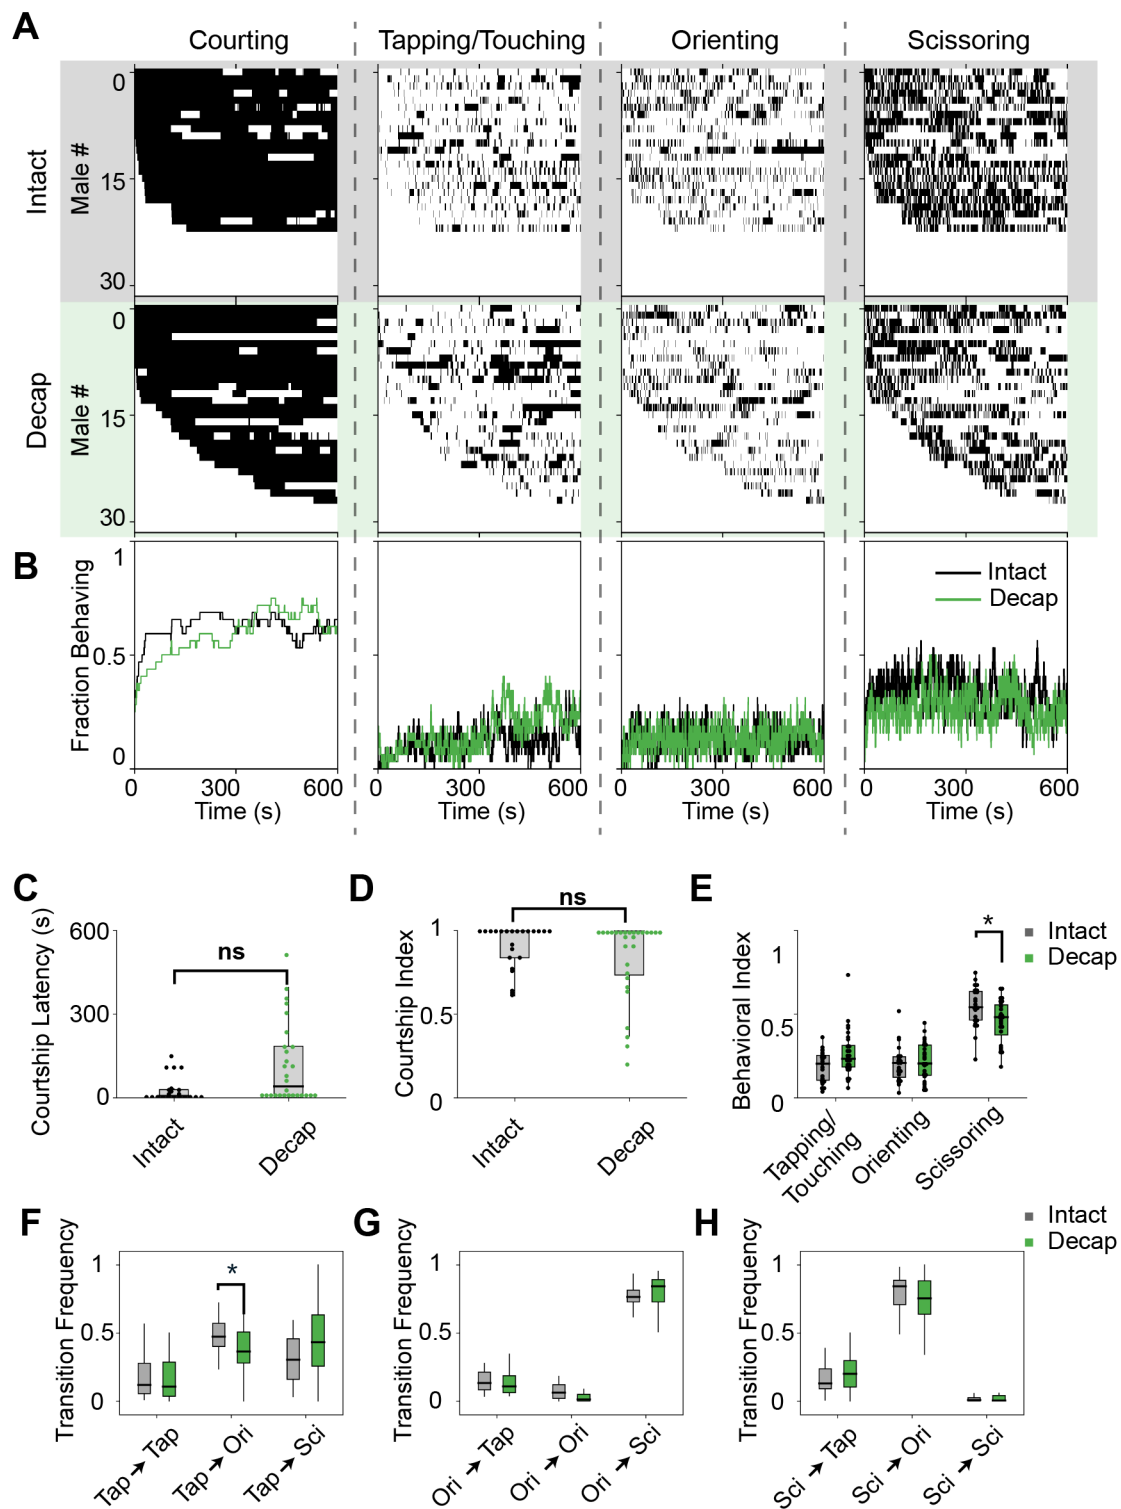 A
Courting
Tapping/Touching
Orienting
Scissoring
Intact
Male #
0
15
30
Decap
Male #
0
15
30
B
Fraction Behaving
1
0.5
0
Intact
Decap
0 300 600
0 300 600
0 300 600
0 300 600
Time (s)
Time (s)
Time (s)
Time (s)
C
Courtship Latency (s)
600
300
0
ns
Intact
Decap
D
Courtship Index
1
0.5
0
ns
Intact
Decap
E
Behavioral Index
1
0.5
0
*
Intact
Decap
Tapping/
Touching
Orienting
Scissoring
F
Transition Frequency
1
0.5
0
*
Tap → Tap
Tap → Ori
Tap → Sci
G
Transition Frequency
1
0.5
0
Ori → Tap
Ori → Ori
Ori → Sci
H
Transition Frequency
1
0.5
0
Intact
Decap
Sci → Tap
Sci → Ori
Sci → Sci